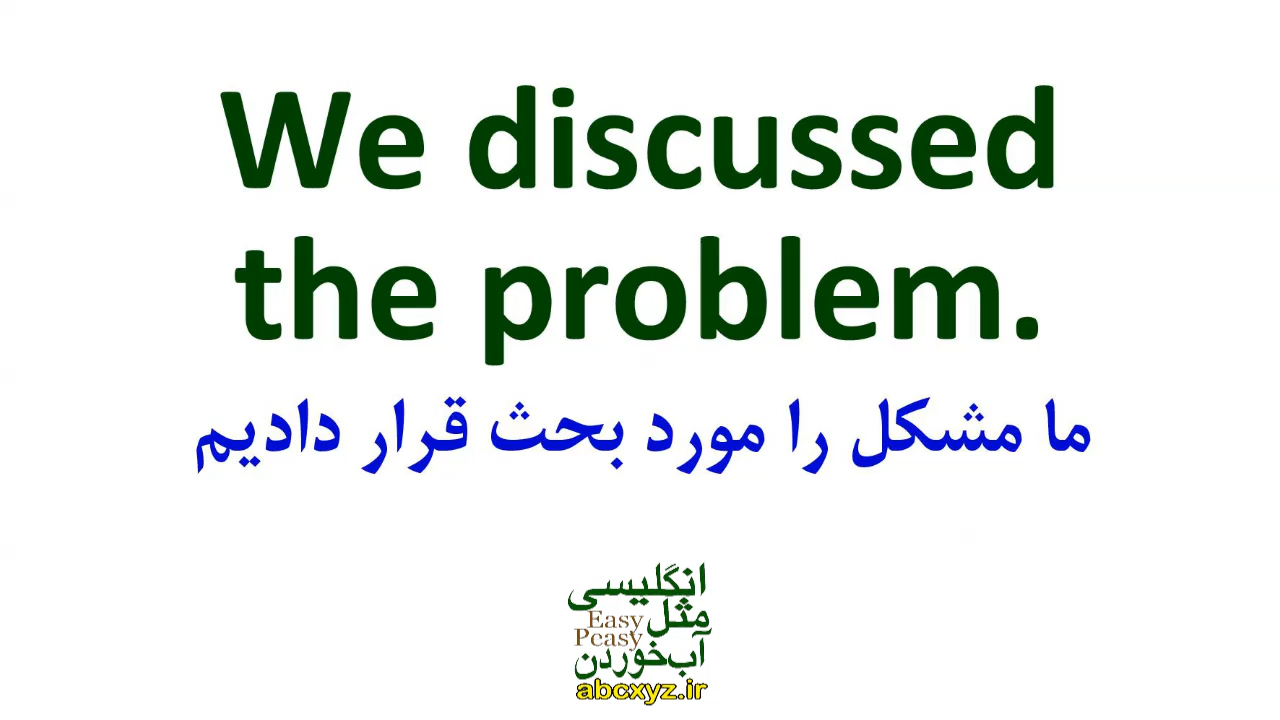 We discussed
the problem.
ما مشکل را مورد بحث قرار دادیم
انگلیسی
مثل
Easy
Peasy
آب‌خوردن
abcxyz.ir